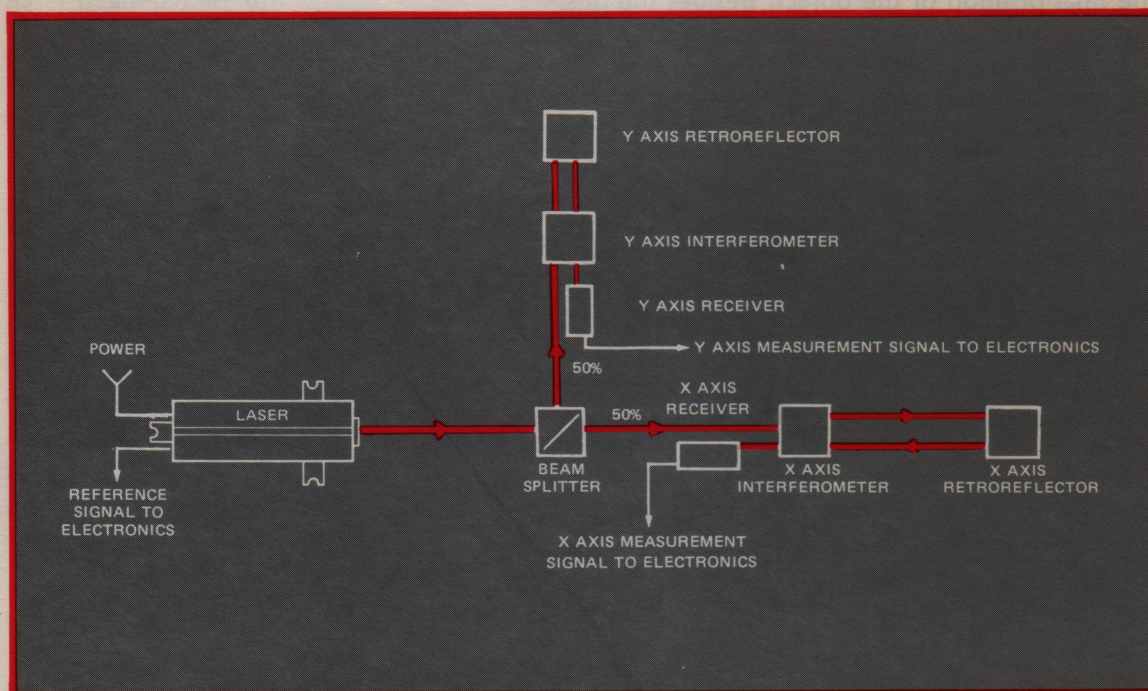 Y AXIS RETROREFLECTOR
Y AXIS INTERFEROMETER
Y AXIS RECEIVER
Y AXIS MEASUREMENT SIGNAL TO ELECTRONICS
POWER
LASER
50%
50%
X AXIS
RECEIVER
BEAM
SPLITTER
X AXIS
INTERFEROMETER
X AXIS
RETROREFLECTOR
REFERENCE
SIGNAL TO
ELECTRONICS
X AXIS MEASUREMENT
SIGNAL TO ELECTRONICS